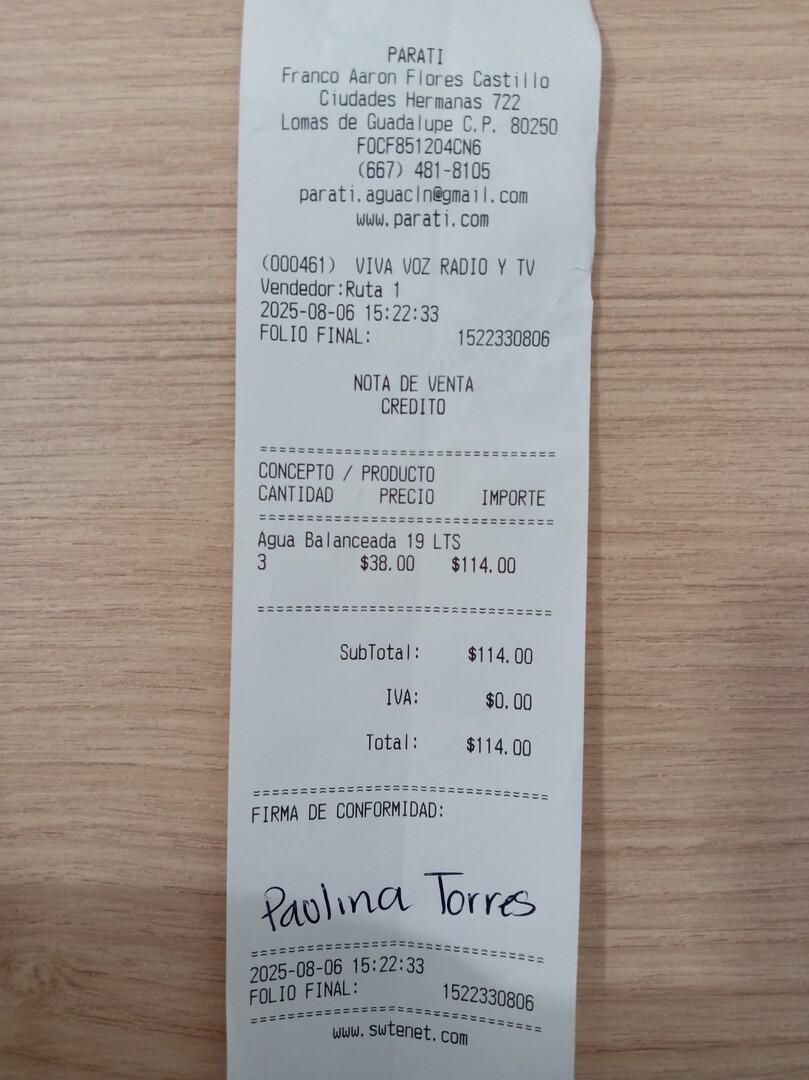 PARATI
Franco Aaron Flores Castillo
Ciudades Hermanas 722
Lomas de Guadalupe C.P. 80250
FOCF851204CN6
(667) 481-8105
parati.aguacln@gmail.com
www.parati.com
(000461) VIVA VOZ RADIO Y TV
Vendedor:Ruta 1
2025-08-06 15:22:33
FOLIO FINAL: 1522330806
NOTA DE VENTA
CREDITO
==============================
CONCEPTO / PRODUCTO
CANTIDAD PRECIO IMPORTE
==============================
Agua Balanceada 19 LTS
3 $38.00 $114.00
==============================
SubTotal: $114.00
IVA: $0.00
Total: $114.00
==============================
FIRMA DE CONFORMIDAD:
Paolina Torres
==============================
2025-08-06 15:22:33
FOLIO FINAL: 1522330806
==============================
www.swtenet.com